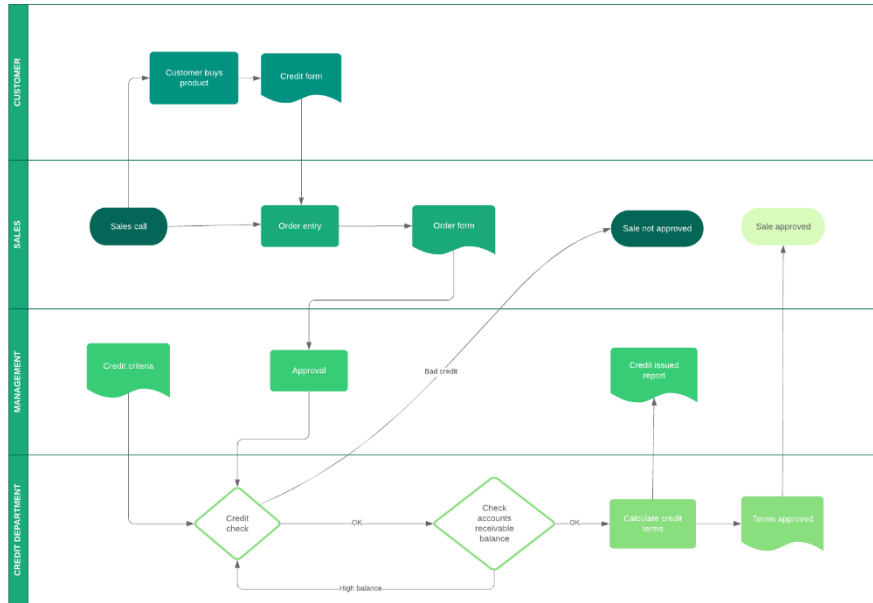 CUSTOMER
Customer buys
product
Credit form
SALES
Sales call
Order entry
Order form
Sale not approved
Sale approved
MANAGEMENT
Credit criteria
Approval
Bad credit
Credit issued
report
CREDIT DEPARTMENT
Credit
check
OK
Check
accounts
receivable
balance
OK
Calculate credit
terms
Terms approved
High balance